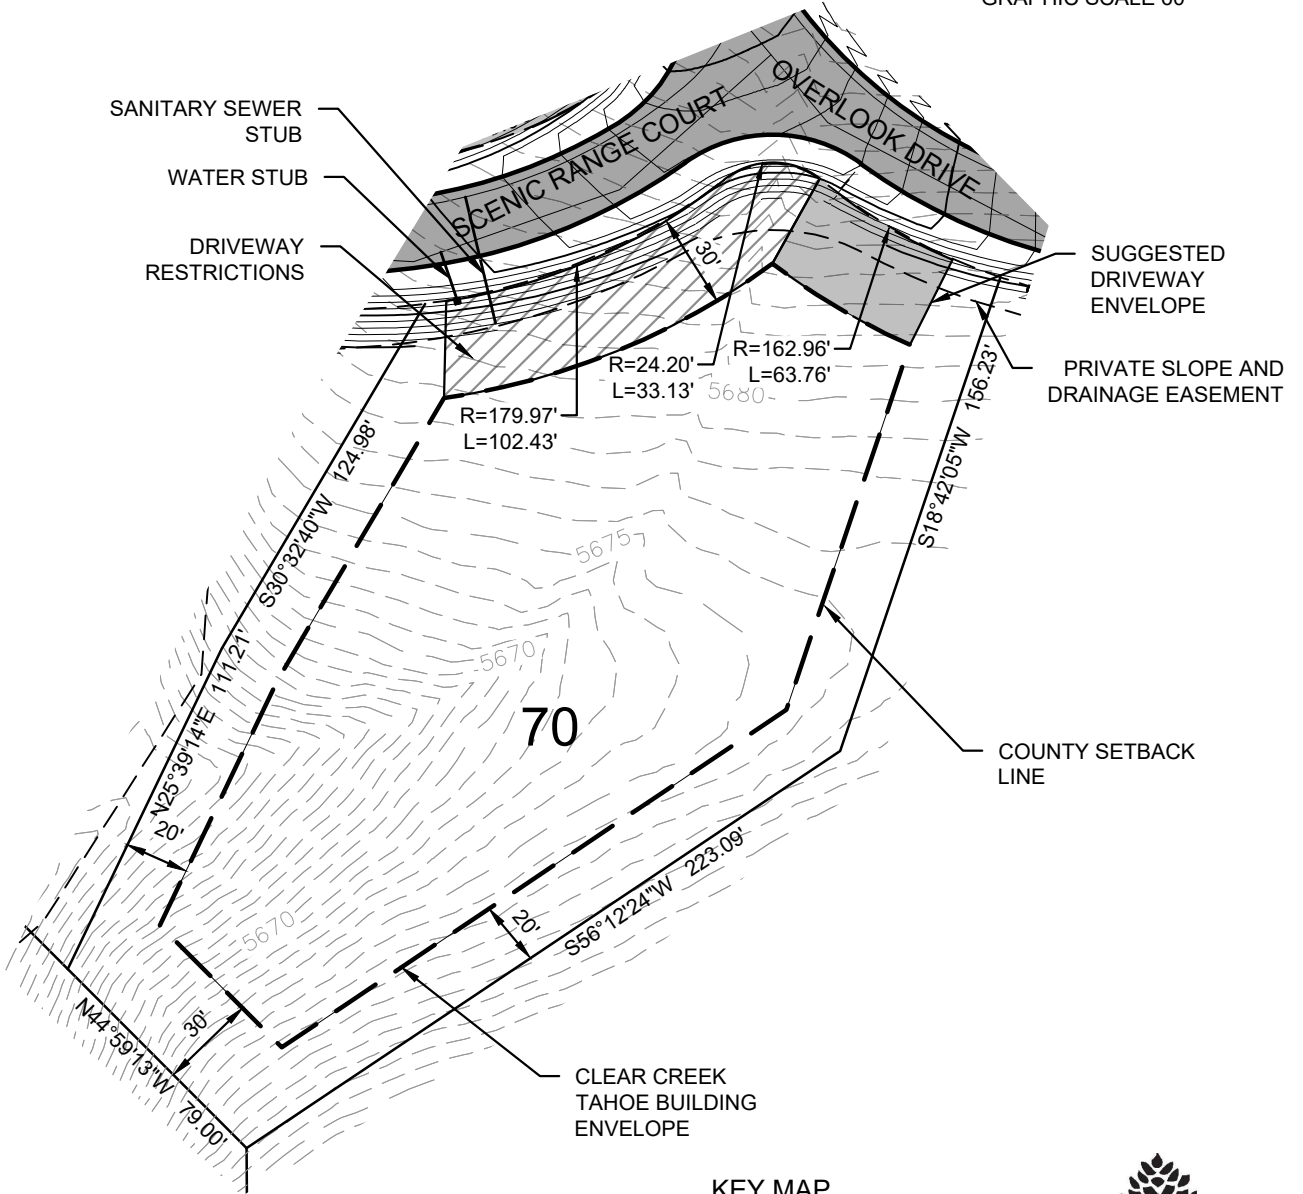 GRAPHIC SCALE 60
SANITARY SEWER
STUB
WATER STUB
DRIVEWAY
RESTRICTIONS
SCENIC RANGE COURT
OVERLOOK DRIVE
SUGGESTED
DRIVEWAY
ENVELOPE
PRIVATE SLOPE AND
DRAINAGE EASEMENT
30'
R=24.20'
L=33.13'
R=162.96'
L=63.76'
R=179.97'
L=102.43'
5680
S30°32'40"W 124.98'
S18°42'05"W 156.23'
5675
5670
N25°39'14"E 111.21'
20'
70
COUNTY SETBACK
LINE
S56°12'24"W 223.09'
20'
5670
30'
N44°59'13"W 79.00'
CLEAR CREEK
TAHOE BUILDING
ENVELOPE
KEY MAP